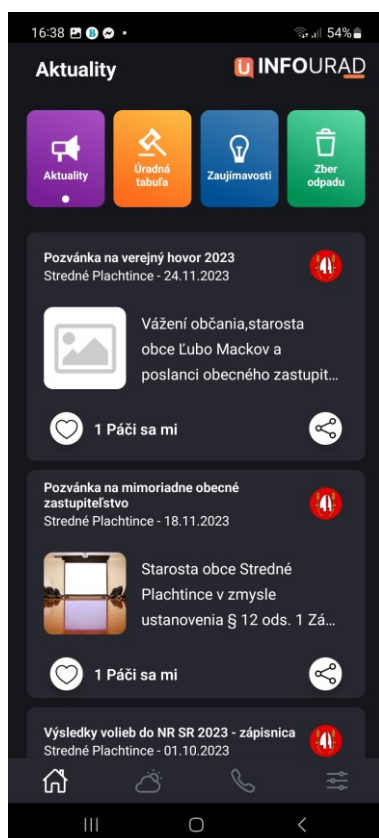 16:38
54%
Aktuality
INFOURAD
Aktuality
Úradná
tabuľa
Zaujímavosti
Zber
odpadu
Pozvánka na verejný hovor 2023
Stredné Plachtince - 24.11.2023
Vážení občania,starosta
obce Ľubo Mackov a
poslanci obecného zastupit...
1 Páči sa mi
Pozvánka na mimoriadne obecné
zastupiteľstvo
Stredné Plachtince - 18.11.2023
Starosta obce Stredné
Plachtince v zmysle
ustanovenia § 12 ods. 1 Zá...
1 Páči sa mi
Výsledky volieb do NR SR 2023 - zápisnica
Stredné Plachtince - 01.10.2023